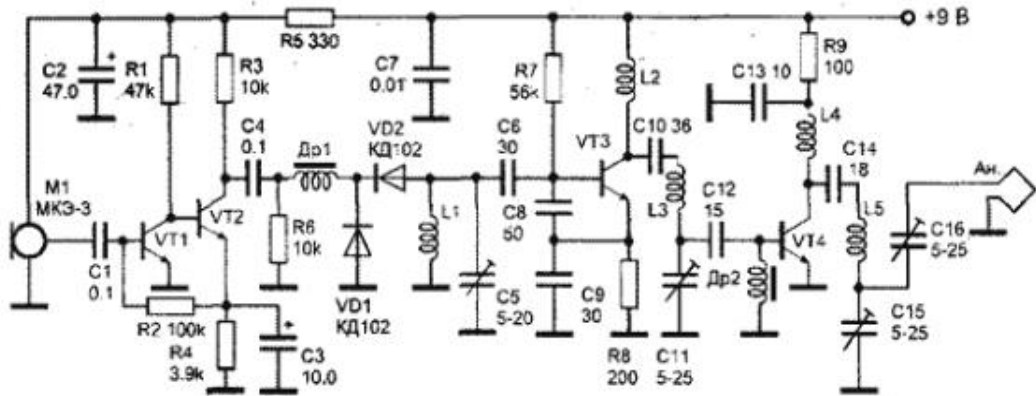 +9 В
R5 330
C2
47.0
R1
47k
R3
10k
C7
0.01
R7
56к
L2
C13 10
R9
100
L4
C4
0.1
Др1
VD2
КД102
C6
30
VT3
C10 36
C14
18
Ан.
M1
МКЭ-3
VT1
VT2
R6
10k
L1
C8
50
L3
C12
15
VT4
L5
C16
5-25
C1
0.1
R2 100k
R4
3.9k
C3
10.0
VD1
КД102
C5
5-20
C9
30
R8
200
C11
5-25
Др2
C15
5-25